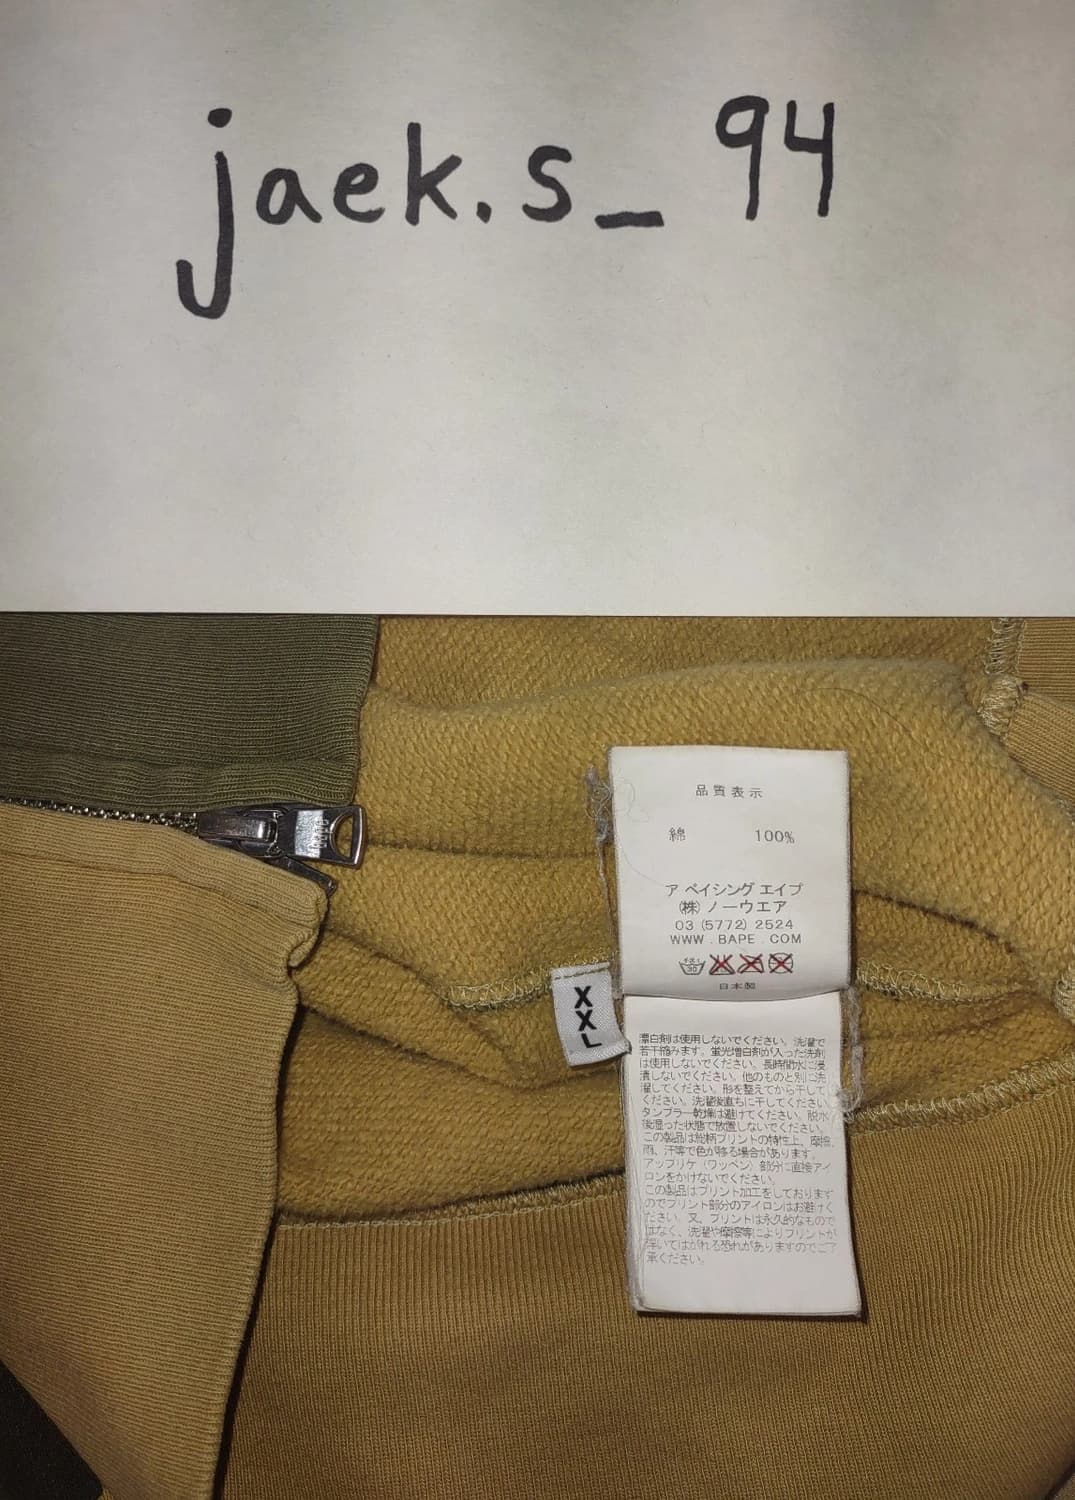 jaek.s_94
品質表示
綿 100%
ア ベイシング エイプ
(株) ノーウエア
03 (5772) 2524
WWW.BAPE.COM
30
日本製
XXL
漂白剤は使用しないでください。洗濯で
若干縮みます。蛍光増白剤が入った洗剤
は使用しないでください。長時間水に浸
漬しないでください。他のものと別に洗
濯してください。形を整えてから干して
ください。洗濯後直ちに干してください。
タンブラー乾燥は避けてください。脱水
後湿った状態で放置しないでください。
この製品は総柄プリントの特性上、摩擦、
雨、汗等で色が移る場合があります。
アップリケ（ワッペン）部分に直接アイ
ロンをかけないでください。
この製品はプリント加工をしております
のでプリント部分のアイロンはお避けく
ださい。又、プリントは永久的なもので
はなく、洗濯や摩擦等によりプリントが
浮いてはがれる恐れがありますのでご了
承ください。